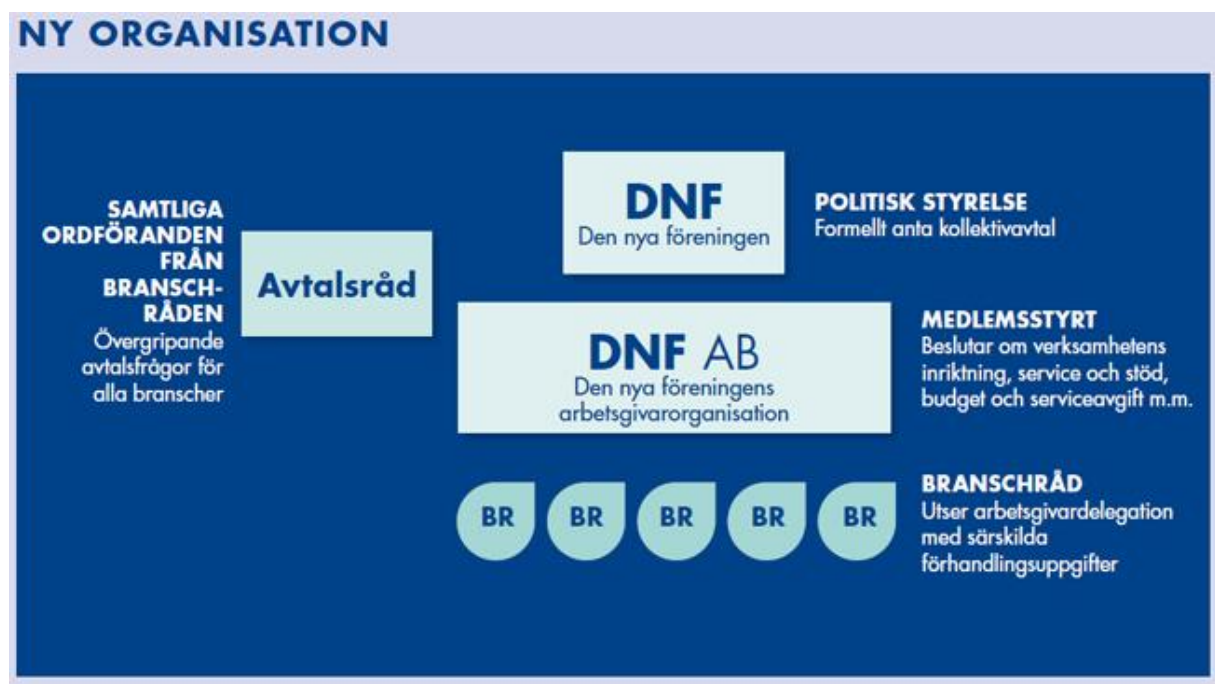 NY ORGANISATION
SAMTLIGA
ORDFÖRANDEN
FRÅN
BRANSCH-
RÅDEN
Övergripande
avtalsfrågor för
alla branscher
Avtalsråd
DNF
Den nya föreningen
POLITISK STYRELSE
Formellt anta kollektivavtal
DNF AB
Den nya föreningens
arbetsgivarorganisation
MEDLEMSSTYRT
Beslutar om verksamhetens
inriktning, service och stöd,
budget och serviceavgift m.m.
BR BR BR BR BR
BRANSCHRÅD
Utser arbetsgivardelegation
med särskilda
förhandlingsuppgifter